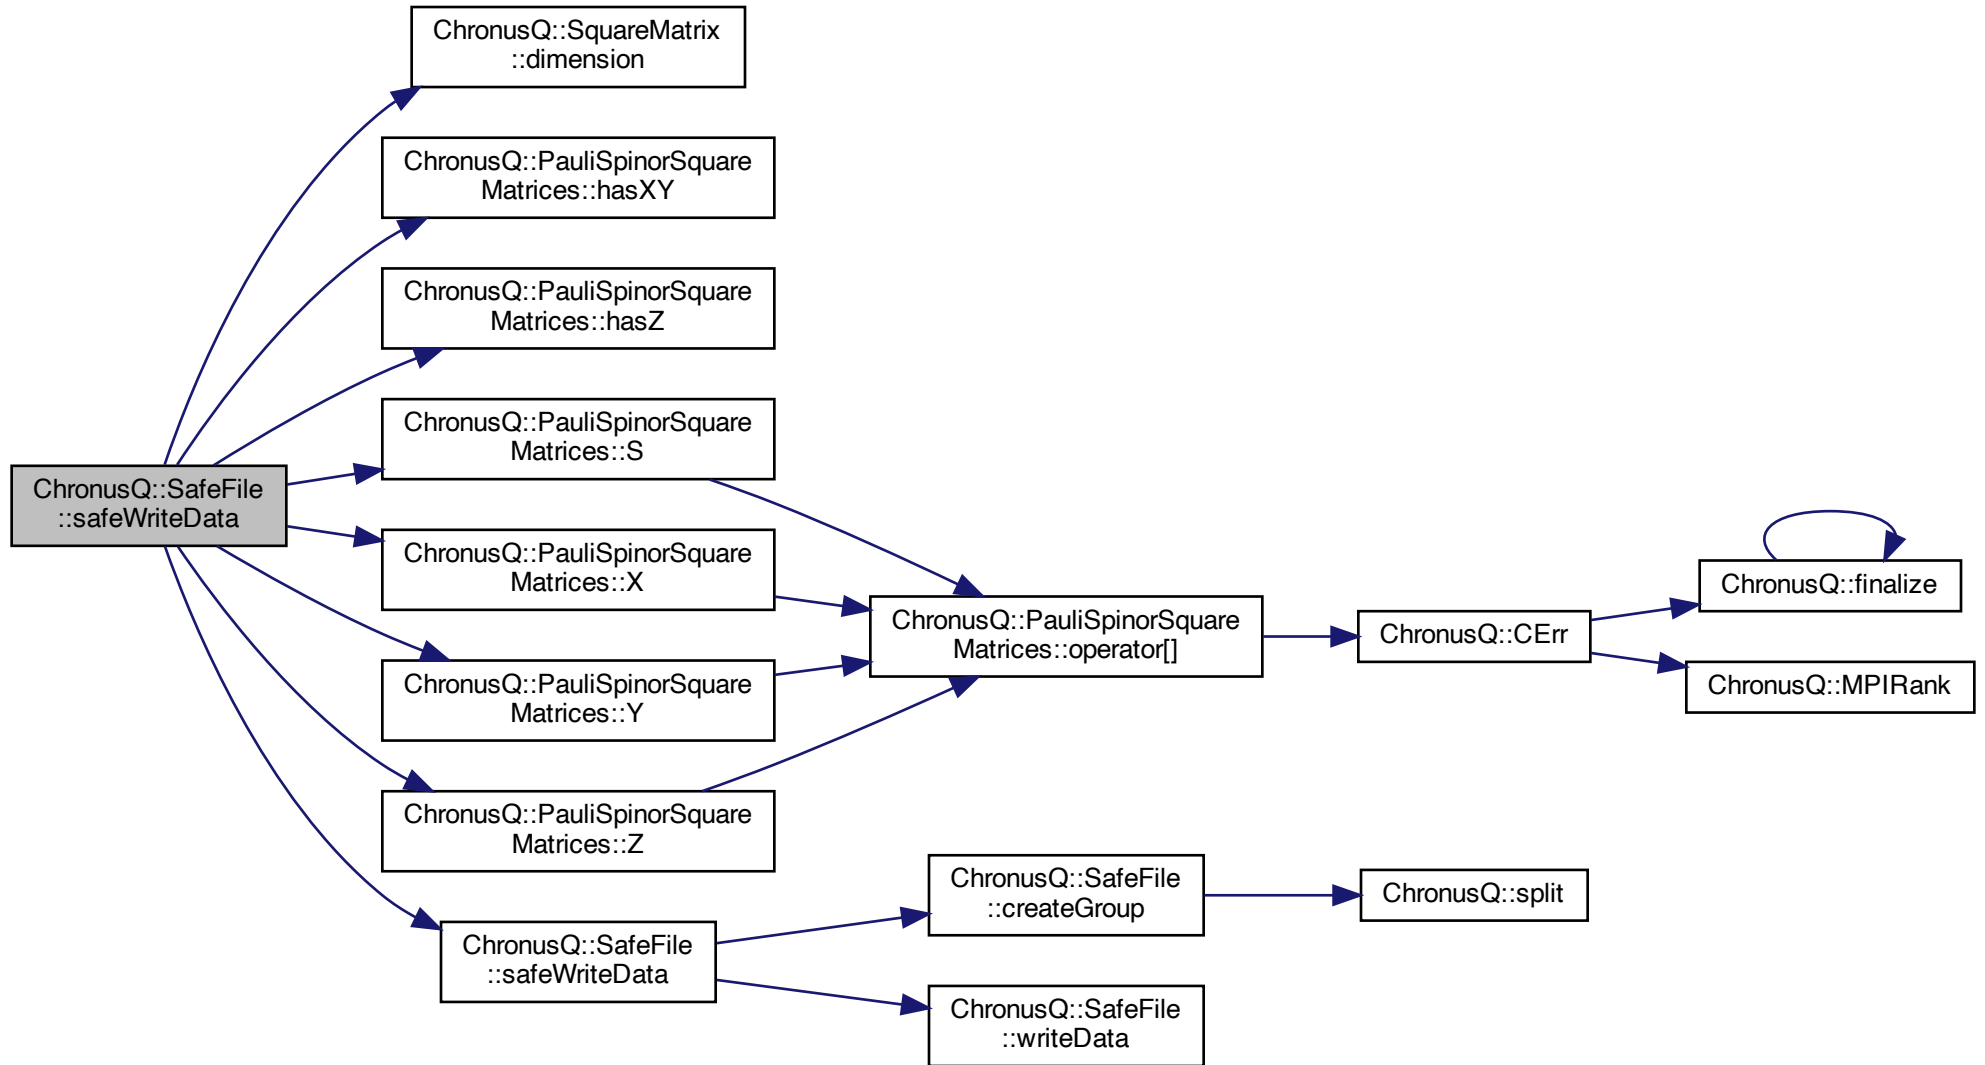 ChronusQ::SquareMatrix
::dimension
ChronusQ::PauliSpinorSquare
Matrices::hasXY
ChronusQ::PauliSpinorSquare
Matrices::hasZ
ChronusQ::PauliSpinorSquare
Matrices::S
ChronusQ::SafeFile
::safeWriteData
ChronusQ::PauliSpinorSquare
Matrices::X
ChronusQ::PauliSpinorSquare
Matrices::Y
ChronusQ::PauliSpinorSquare
Matrices::Z
ChronusQ::SafeFile
::safeWriteData
ChronusQ::PauliSpinorSquare
Matrices::operator[]
ChronusQ::SafeFile
::createGroup
ChronusQ::SafeFile
::writeData
ChronusQ::CErr
ChronusQ::split
ChronusQ::finalize
ChronusQ::MPIRank